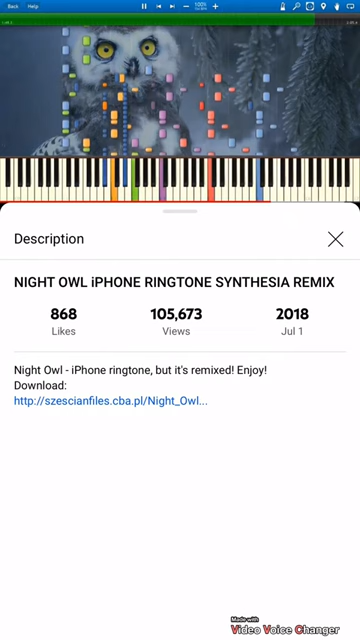 Back Help 100%
Description
NIGHT OWL iPHONE RINGTONE SYNTHESIA REMIX
868 105,673 2018
Likes Views Jul 1
Night Owl - iPhone ringtone, but it's remixed! Enjoy!
Download:
http://szescianfiles.cba.pl/Night_Owl...
Made with
Video Voice Changer